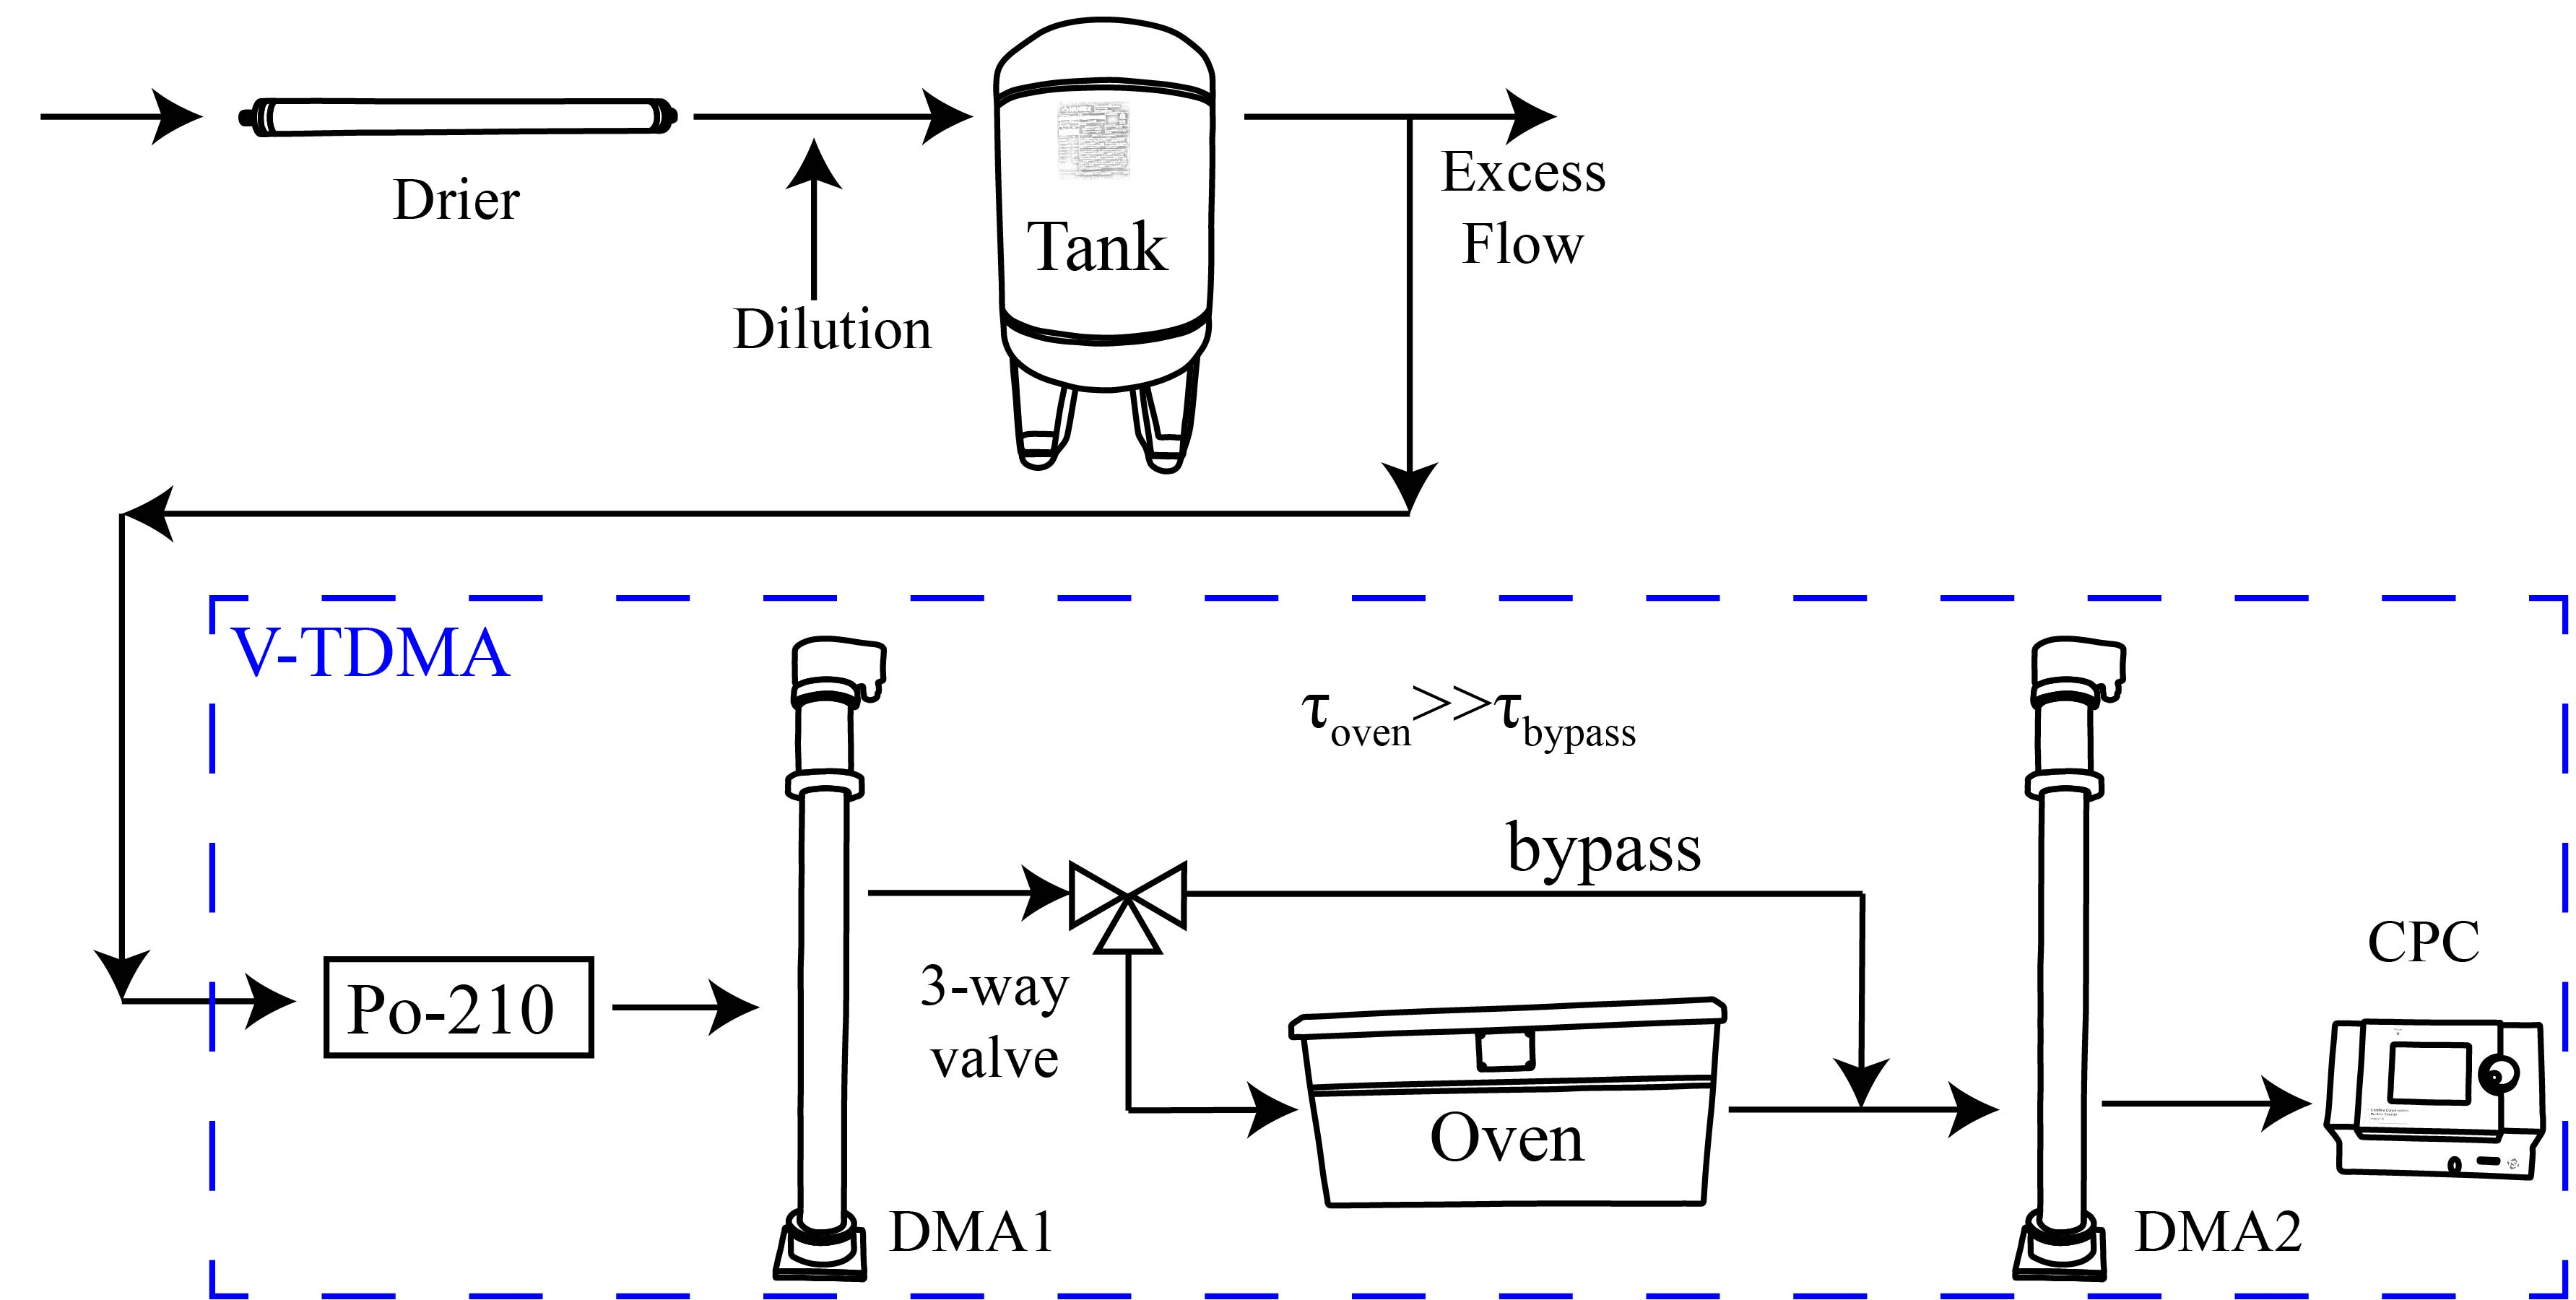 Drier
Dilution
Tank
Excess
Flow
V-TDMA
τoven>>τbypass
bypass
3-way
valve
Po-210
Oven
DMA1
DMA2
CPC